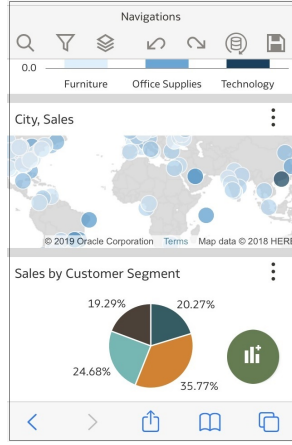 Navigations
0.0
Furniture Office Supplies Technology
City, Sales
© 2019 Oracle Corporation Terms Map data © 2018 HERE
Sales by Customer Segment
19.29% 20.27%
24.68%
35.77%